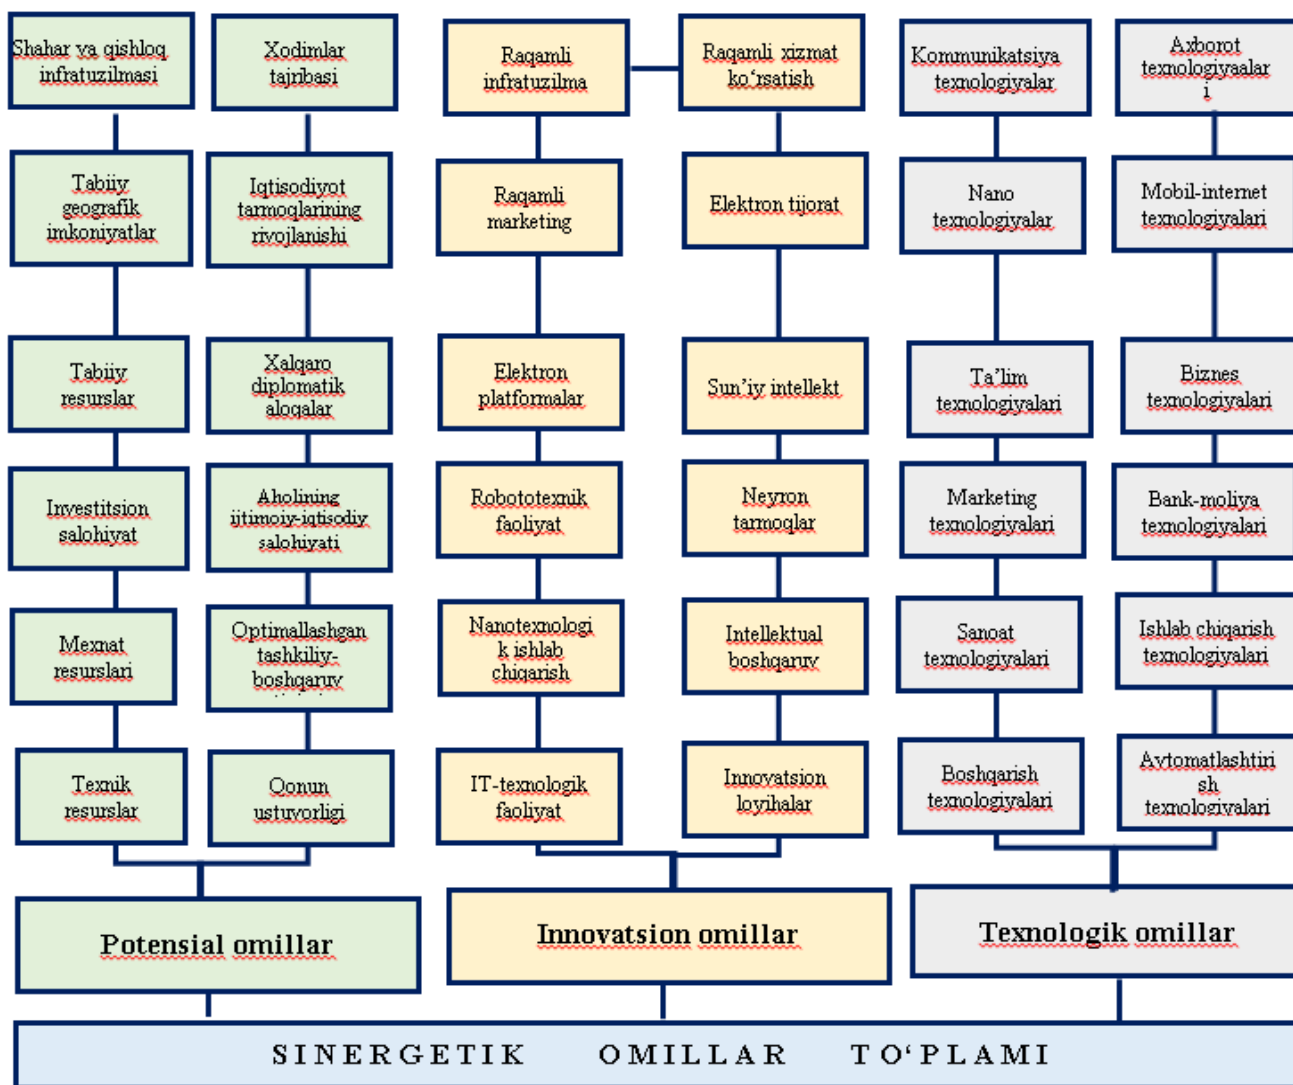 Shahar va qishloq
infratuzilmasi
Xodimlar
tajribasi
Raqamli
infratuzilma
Raqamli xizmat
ko‘rsatish
Kommunikatsiya
texnologiyalar
Axborot
texnologiyaalar
i
Tabiiy
geografik
imkoniyatlar
Iqtisodiyot
tarmoqlarining
rivojlanishi
Raqamli
marketing
Elektron tijorat
Nano
texnologiyalar
Mobil-internet
texnologiyalari
Tabiiy
resurslar
Xalqaro
diplomatik
aloqalar
Elektron
platformalar
Sun’iy intellekt
Ta’lim
texnologiyalari
Biznes
texnologiyalari
Investitsion
salohiyat
Aholining
ijtimoiy-iqtisodiy
salohiyati
Robototexnik
faoliyat
Neyron
tarmoqlar
Marketing
texnologiyalari
Bank-moliya
texnologiyalari
Mexnat
resurslari
Optimallashgan
tashkiliy-
boshqaruv
Nanotexnologi
k ishlab
chiqarish
Intellektual
boshqaruv
Sanoat
texnologiyalari
Ishlab chiqarish
texnologiyalari
Texnik
resurslar
Qonun
ustuvorligi
IT-texnologik
faoliyat
Innovatsion
loyihalar
Boshqarish
texnologiyalari
Avtomatlashtiri
sh
texnologiyalari
Potensial omillar
Innovatsion omillar
Texnologik omillar
SINERGETIK OMILLAR TO‘PLAMI